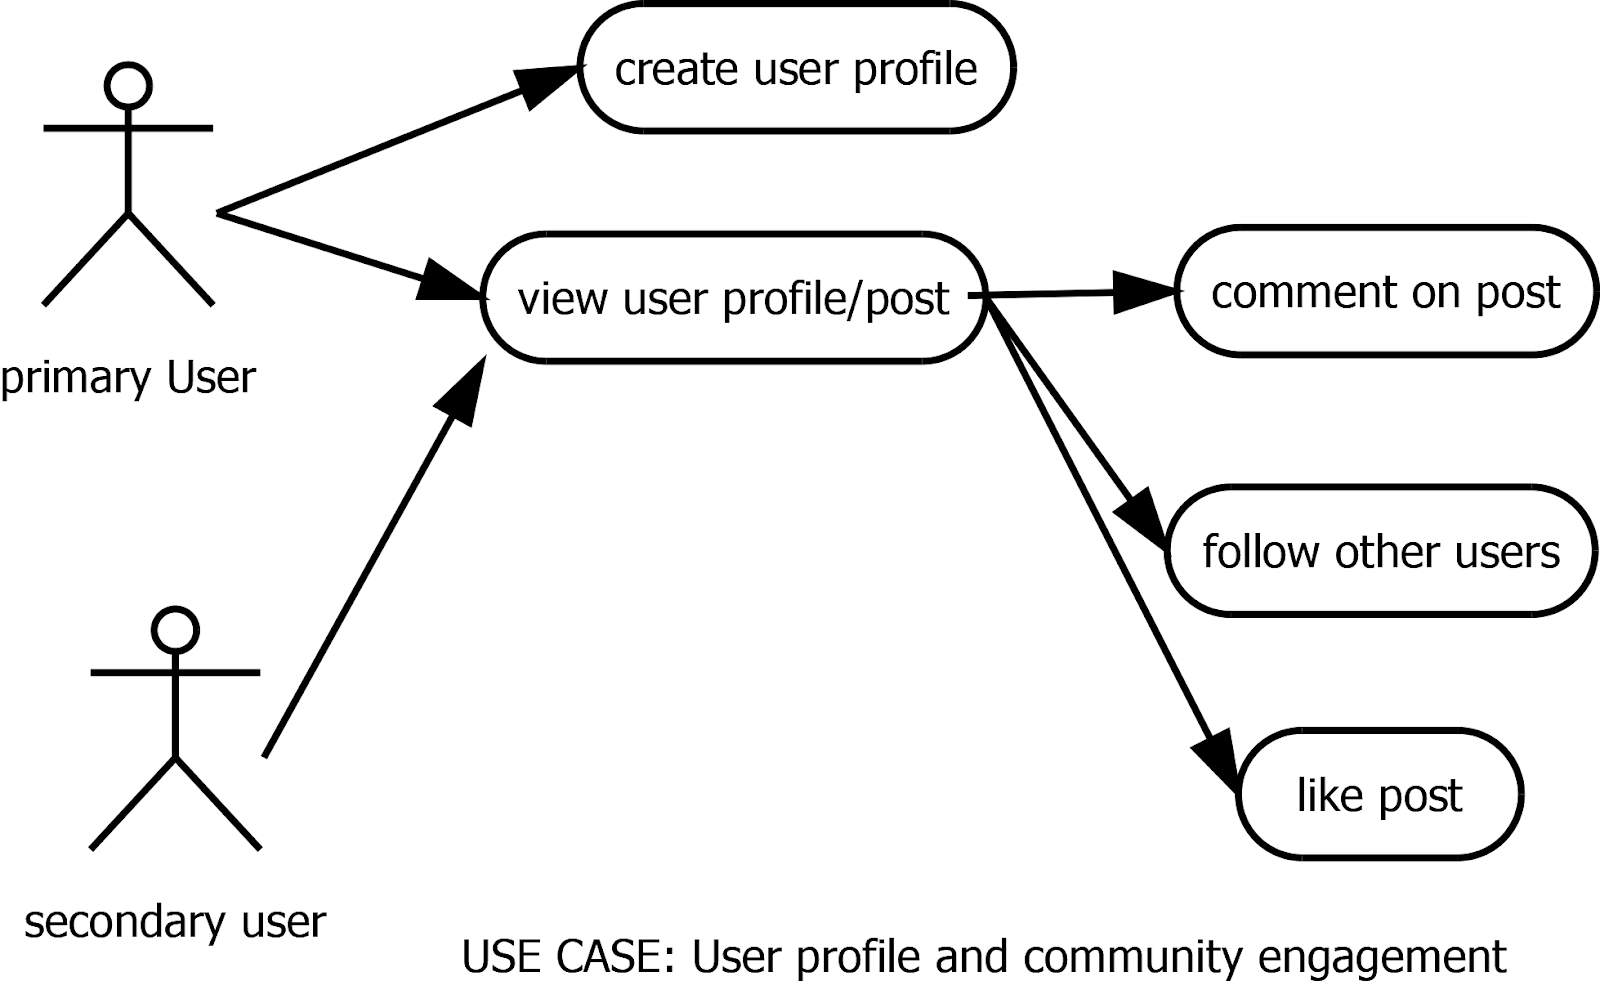 create user profile
view user profile/post
comment on post
primary User
follow other users
like post
secondary user
USE CASE: User profile and community engagement